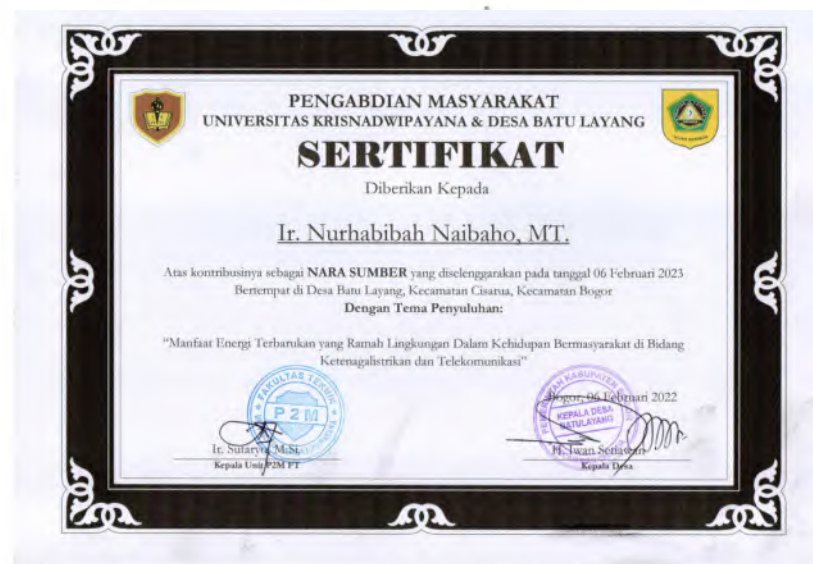 PENGABDIAN MASYARAKAT
UNIVERSITAS KRISNADWIPAYANA & DESA BATU LAYANG
SERTIFIKAT
Diberikan Kepada
Ir. Nurhabibah Naibaho, MT.
Atas kontribusinya sebagai NARA SUMBER yang diselenggarakan pada tanggal 06 Februari 2023
Bertempat di Desa Batu Layang, Kecamatan Cisarua, Kecamatan Bogor
Dengan Tema Penyuluhan:
“Manfaat Energi Terbarukan yang Ramah Lingkungan Dalam Kehidupan Bermasyarakat di Bidang
Ketenagalistrikan dan Telekomunikasi”
FAKULTAS TEKNIK
P2M
Bogor, 06 Februari 2022
KEPALA DESA
BATULAYANG
Ir. Sutaryo, M.Si.
Kepala Unit P2M FT
H. Iwan Setiawan
Kepala Desa